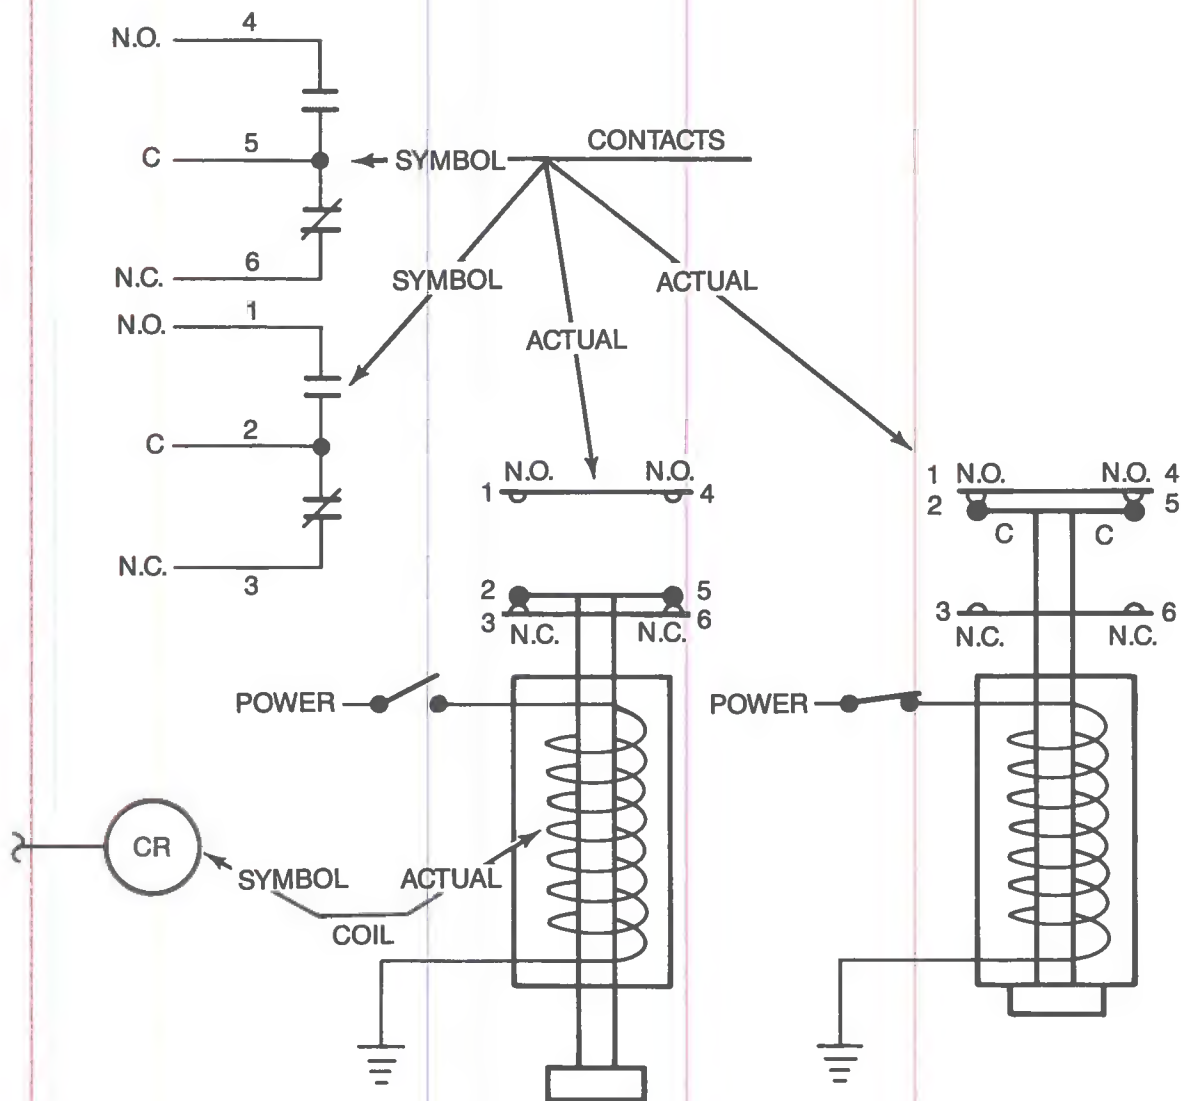 N.O. 4
C 5
N.C. 6
N.O. 1
C 2
N.C. 3
SYMBOL
CONTACTS
SYMBOL
ACTUAL
ACTUAL
1 N.O. N.O. 4
2 5
3 N.C. N.C. 6
POWER
1 N.O. N.O. 4
2 C C 5
3 N.C. N.C. 6
POWER
CR
SYMBOL ACTUAL
COIL